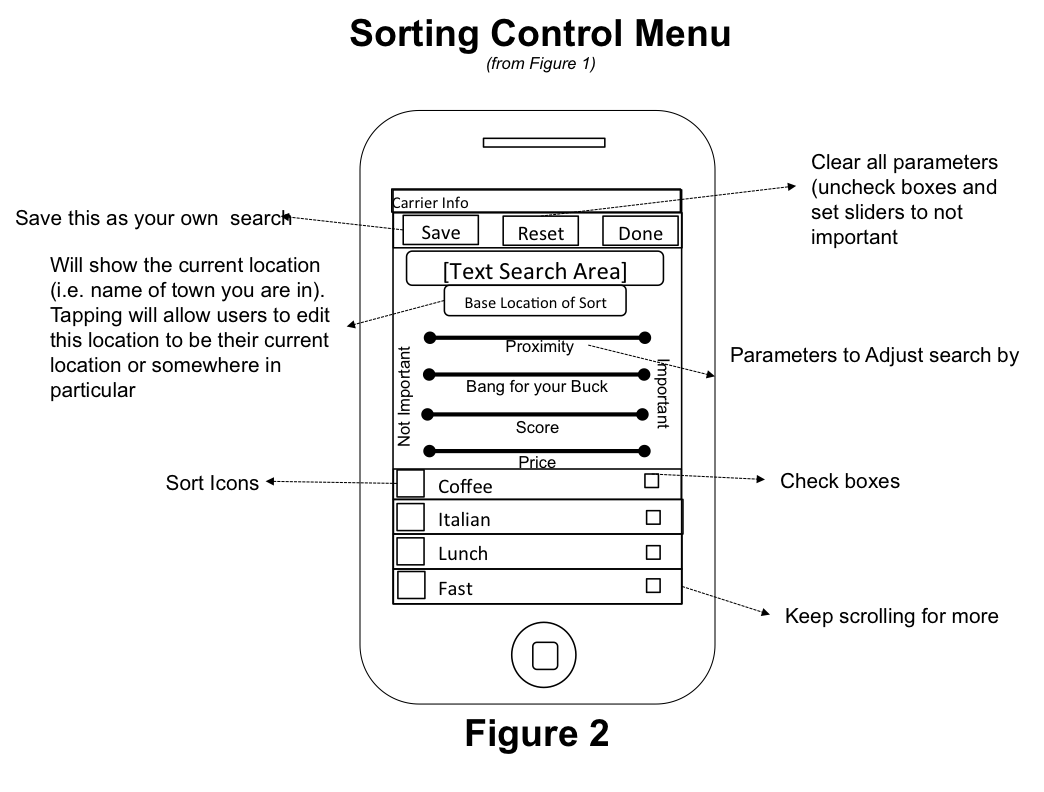 Sorting Control Menu
(from Figure 1)
Clear all parameters
(uncheck boxes and
set sliders to not
important
Carrier Info
Save this as your own  search
Save
Reset
Done
Will show the current location
(i.e. name of town you are in).
Tapping will allow users to edit
this location to be their current
location or somewhere in
particular
[Text Search Area]
Base Location of Sort
Not Important
Important
Proximity
Bang for your Buck
Score
Price
Parameters to Adjust search by
Sort Icons
Coffee
Check boxes
Italian
Lunch
Fast
Keep scrolling for more
Figure 2